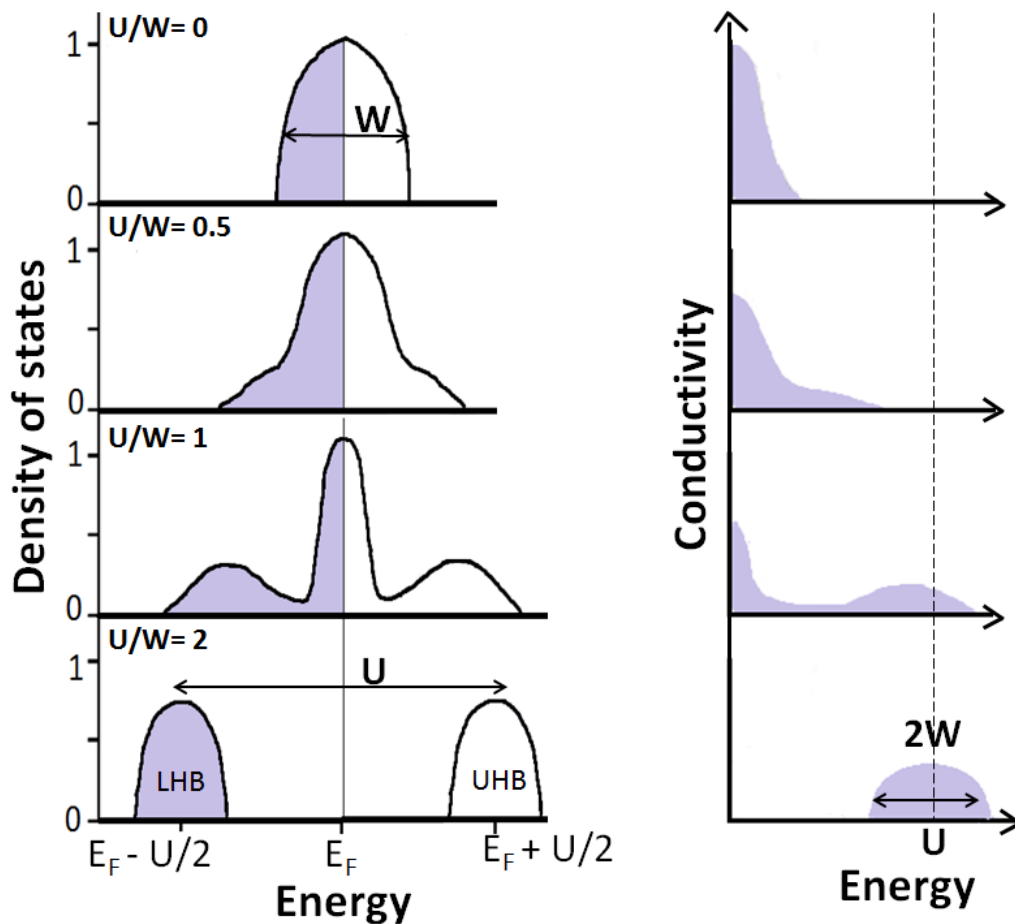 U/W= 0
1
W
0
U/W= 0.5
1
0
U/W= 1
1
0
U/W= 2
1
U
LHB
UHB
0
E_F - U/2
E_F
E_F + U/2
Energy
Density of states
Conductivity
2W
U
Energy